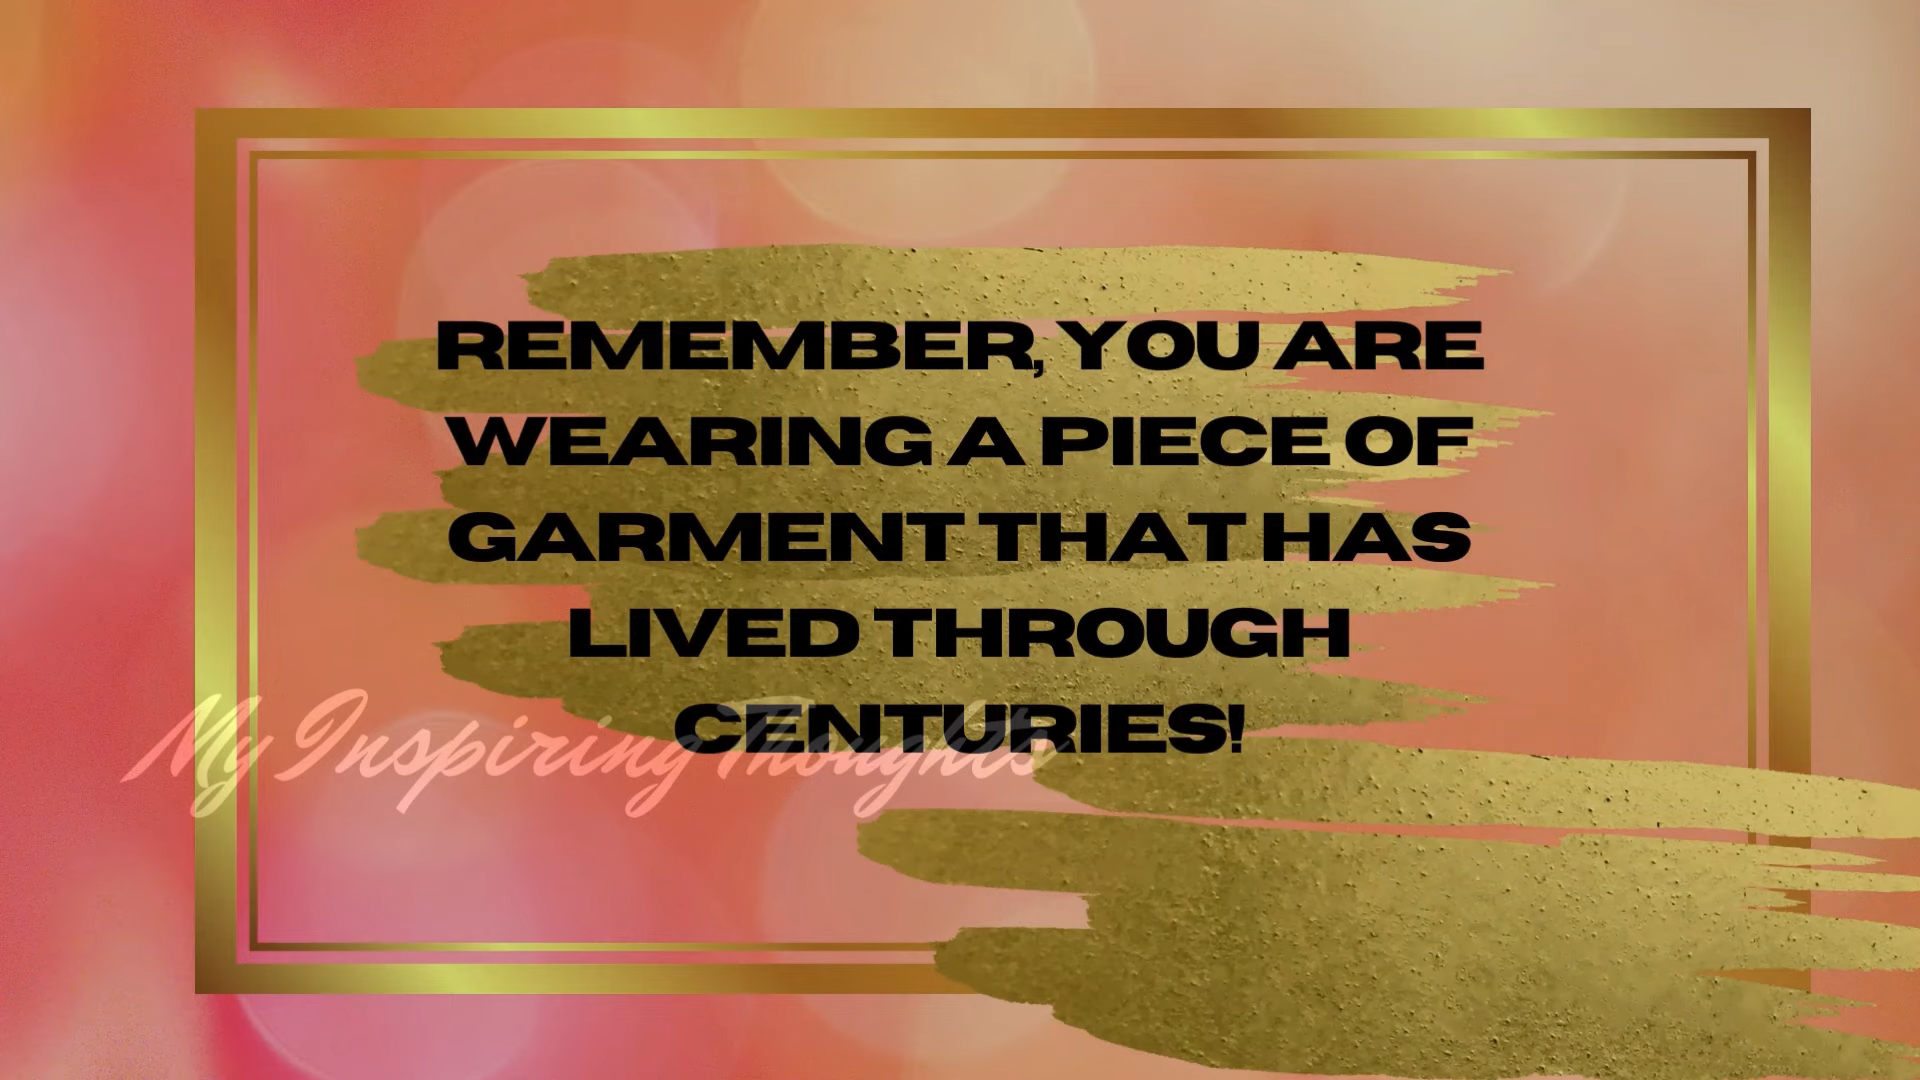 REMEMBER, YOU ARE
WEARING A PIECE OF
GARMENT THAT HAS
LIVED THROUGH
CENTURIES!
My Inspiring Thoughts